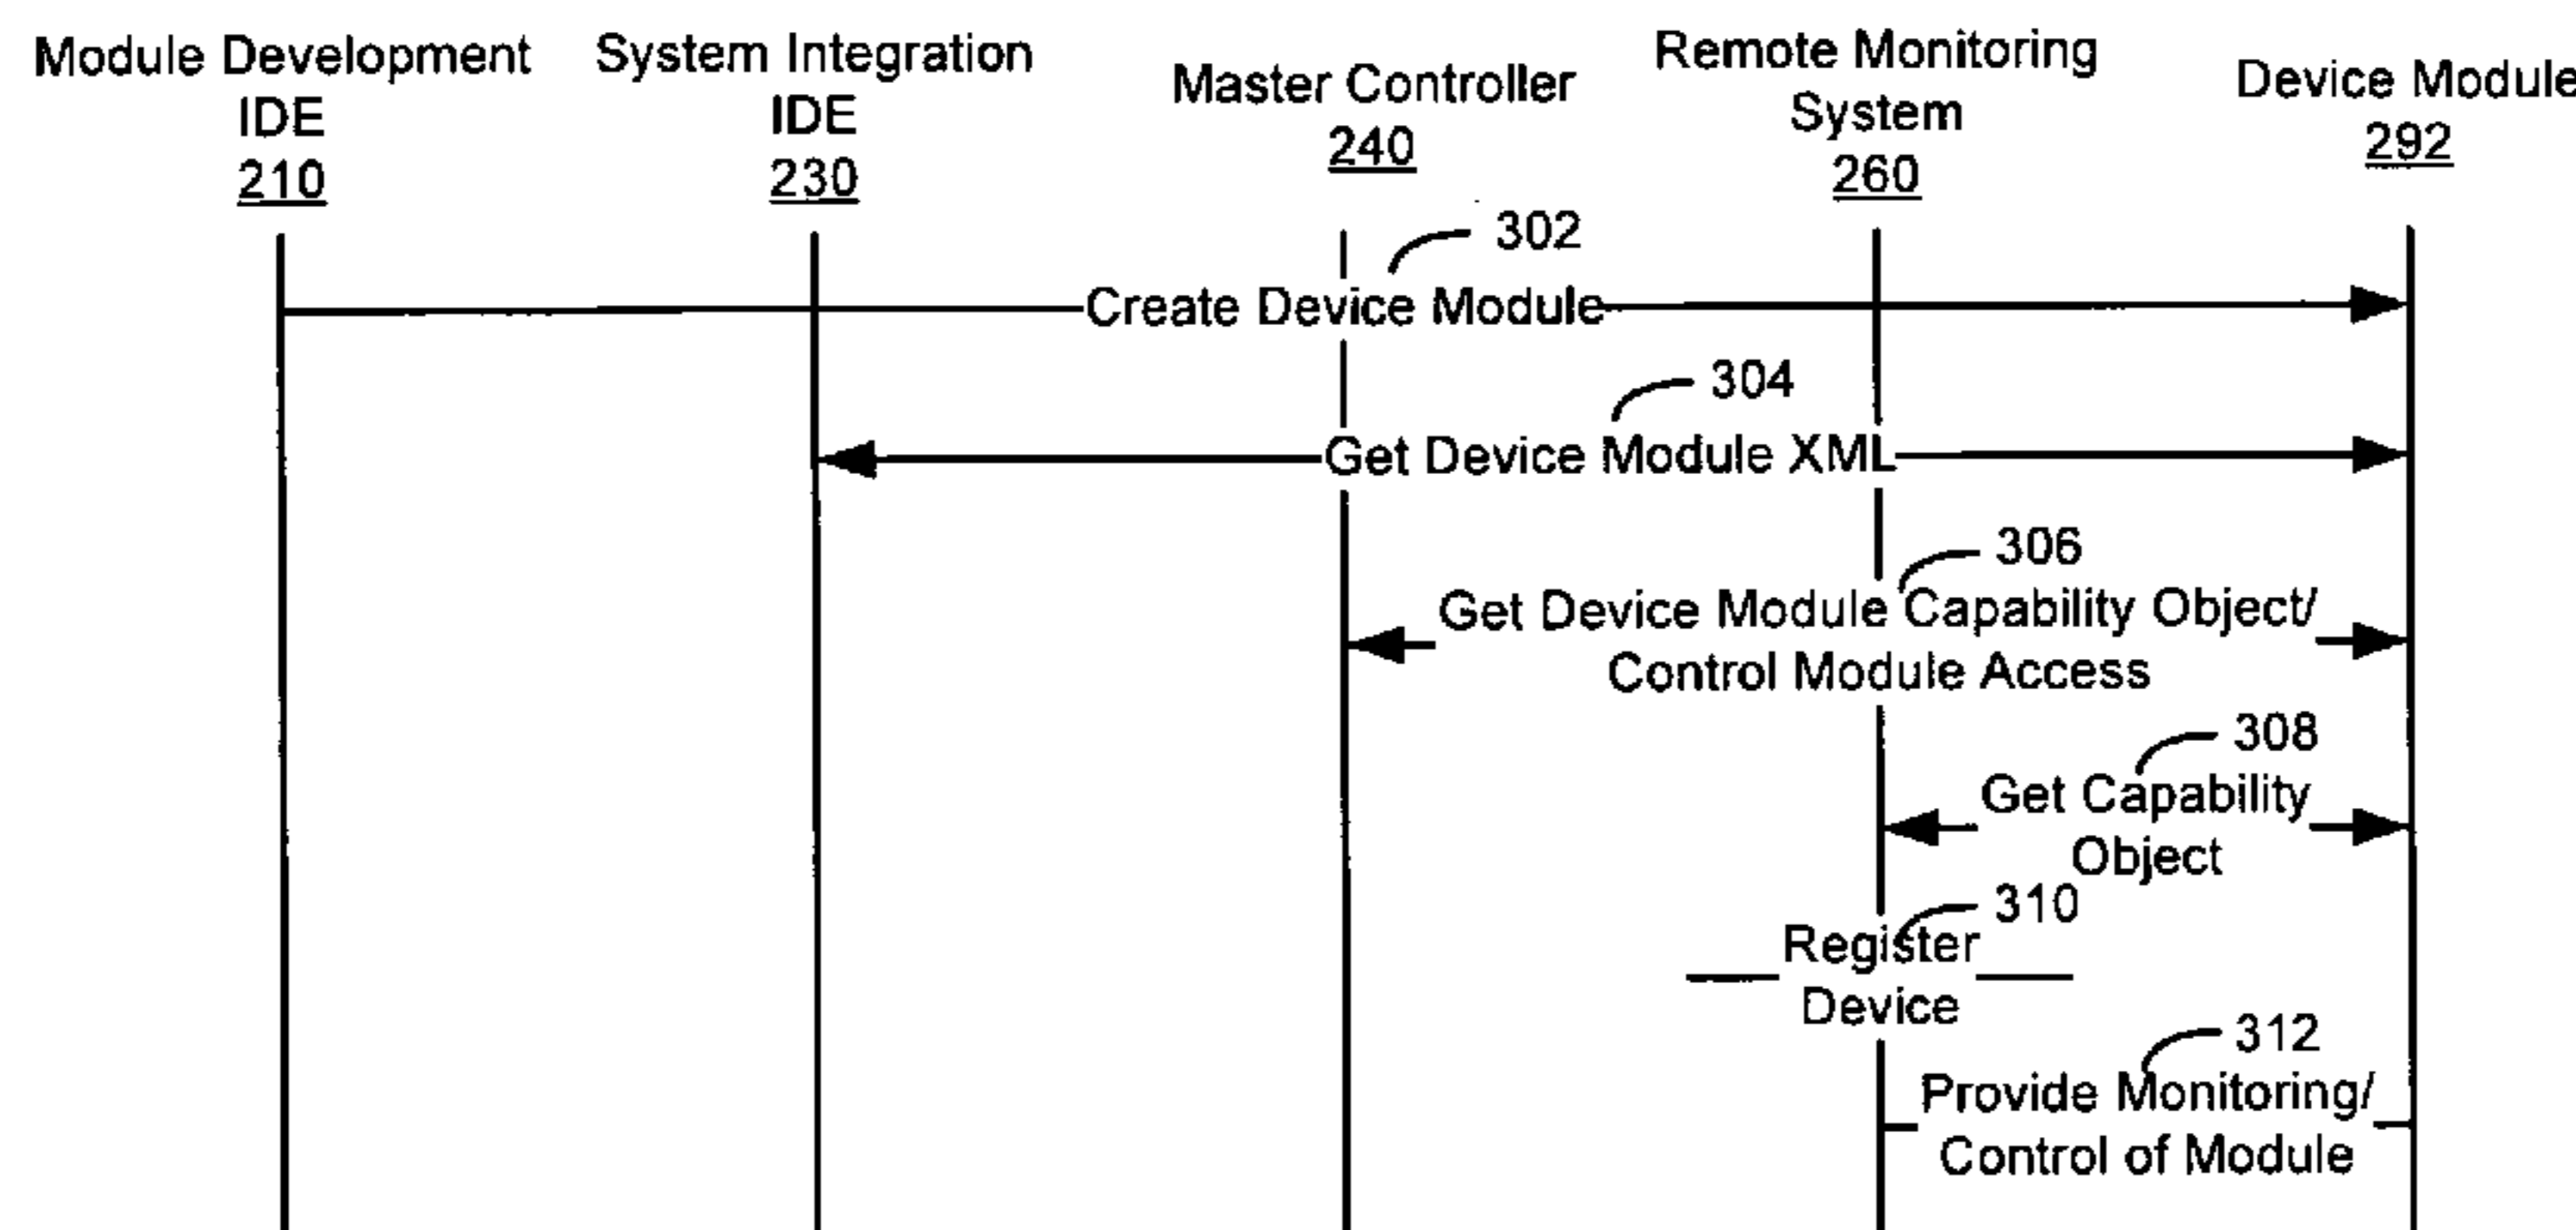 Module Development
IDE
210
System Integration
IDE
230
Master Controller
240
Remote Monitoring
System
260
Device Module
292
302
Create Device Module
304
Get Device Module XML
306
Get Device Module Capability Object/
Control Module Access
308
Get Capability
Object
310
Register
Device
312
Provide Monitoring/
Control of Module